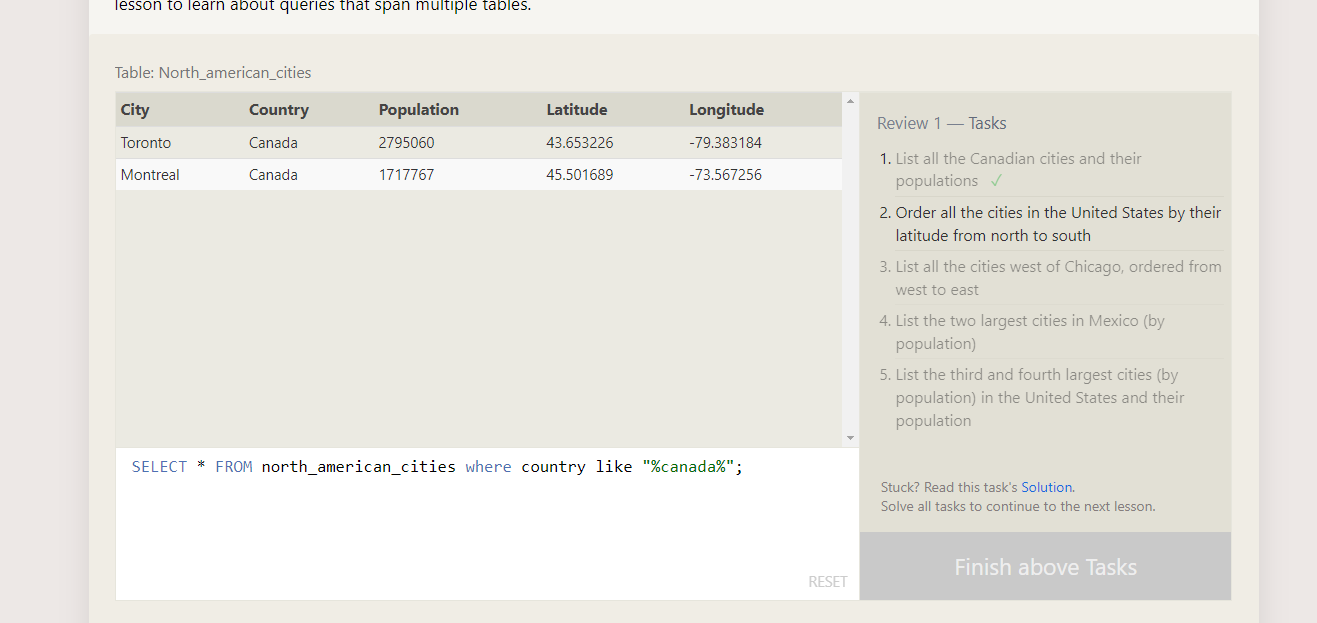 lesson to learn about queries that span multiple tables.
Table: North_american_cities
City Country Population Latitude Longitude
Toronto Canada 2795060 43.653226 -79.383184
Montreal Canada 1717767 45.501689 -73.567256
SELECT * FROM north_american_cities where country like "%canada%";
RESET
Review 1 — Tasks
1. List all the Canadian cities and their
populations ✓
2. Order all the cities in the United States by their
latitude from north to south
3. List all the cities west of Chicago, ordered from
west to east
4. List the two largest cities in Mexico (by
population)
5. List the third and fourth largest cities (by
population) in the United States and their
population
Stuck? Read this task's Solution.
Solve all tasks to continue to the next lesson.
Finish above Tasks